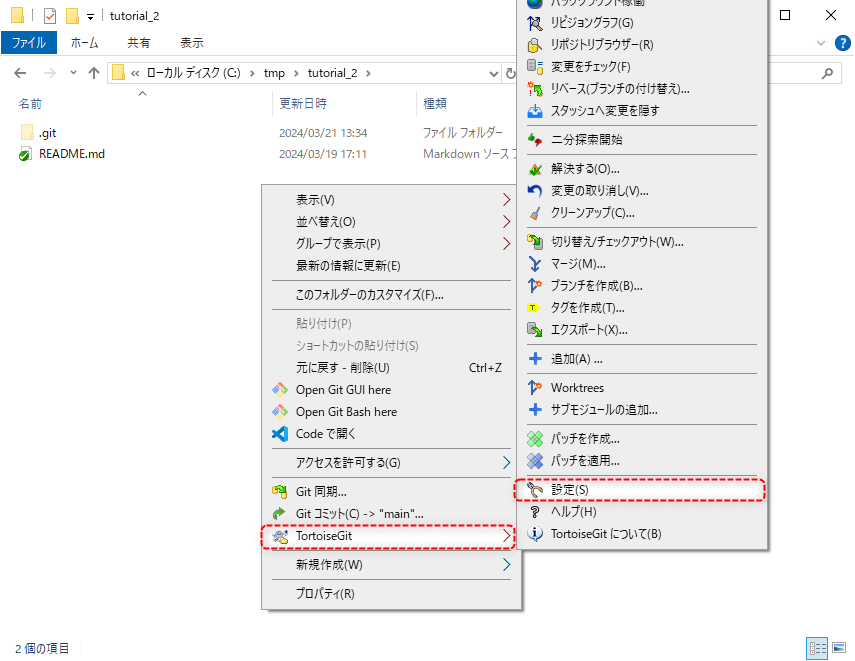 tutorial_2
ファイル
ホーム
共有
表示
?
« ローカル ディスク (C:) > tmp > tutorial_2 >
名前
更新日時
種類
.git
2024/03/21 13:34
ファイル フォルダー
README.md
2024/03/19 17:11
Markdown ソース
表示(V)
並べ替え(O)
グループで表示(P)
最新の情報に更新(E)
このフォルダーのカスタマイズ(F)...
貼り付け(P)
ショートカットの貼り付け(S)
元に戻す - 削除(U) Ctrl+Z
Open Git GUI here
Open Git Bash here
Code で開く
アクセスを許可する(G)
Git 同期...
Git コミット(C) -> "main"...
TortoiseGit
新規作成(W)
プロパティ(R)
リビジョングラフ(G)
リポジトリブラウザー(R)
変更をチェック(F)
リベース(ブランチの付け替え)...
スタッシュへ変更を隠す
二分探索開始
解決する(O)...
変更の取り消し(V)...
クリーンアップ(C)...
切り替え/チェックアウト(W)...
マージ(M)...
ブランチを作成(B)...
タグを作成(T)...
エクスポート(X)...
追加(A) ...
Worktrees
サブモジュールの追加...
パッチを作成...
パッチを適用...
設定(S)
ヘルプ(H)
TortoiseGit について(B)
2 個の項目